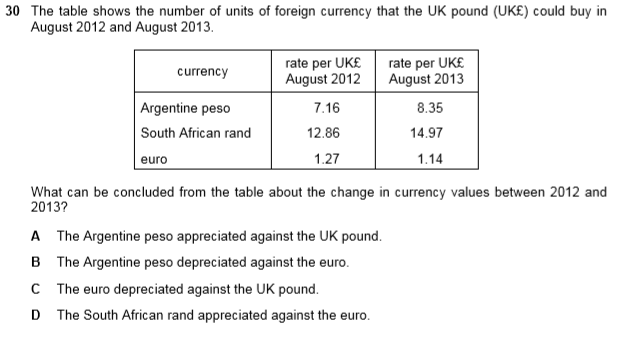 30 The table shows the number of units of foreign currency that the UK pound (UK£) could buy in
August 2012 and August 2013.
currency
rate per UK£
August 2012
rate per UK£
August 2013
Argentine peso 7.16 8.35
South African rand 12.86 14.97
euro 1.27 1.14
What can be concluded from the table about the change in currency values between 2012 and
2013?
A The Argentine peso appreciated against the UK pound.
B The Argentine peso depreciated against the euro.
C The euro depreciated against the UK pound.
D The South African rand appreciated against the euro.